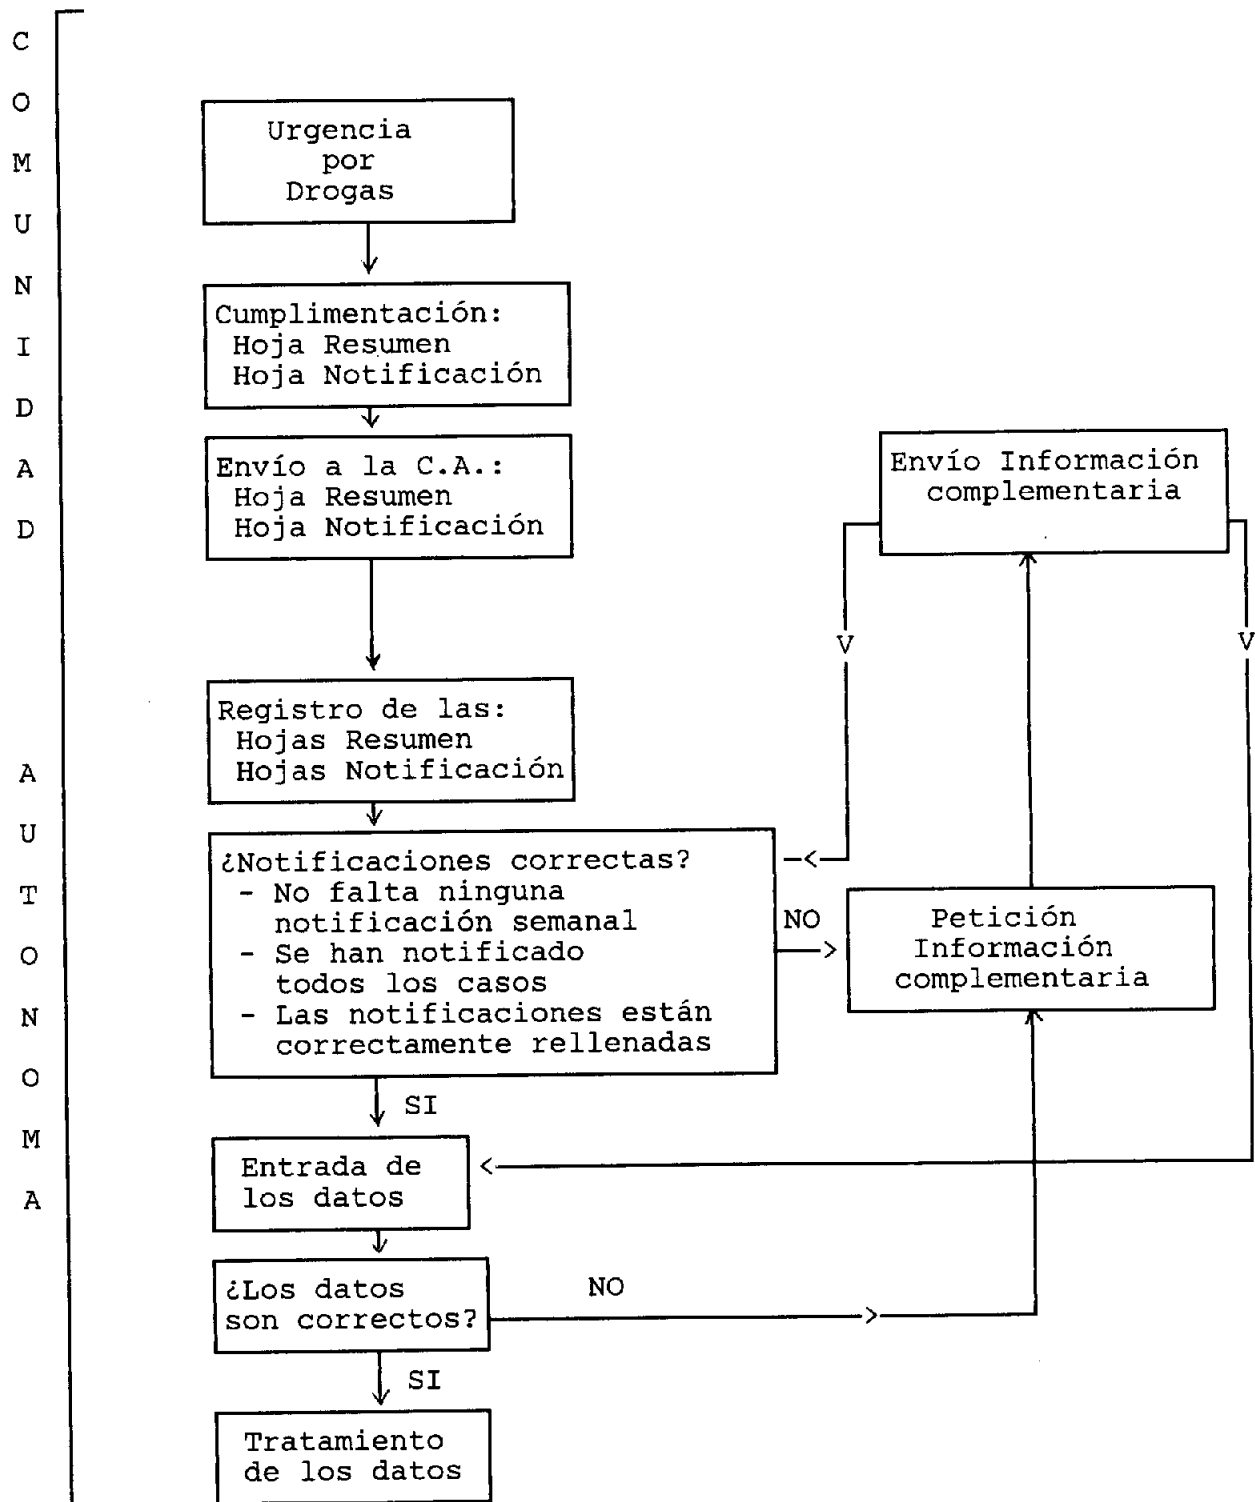 C
O
M
U
N
I
D
A
D
A
U
T
O
N
O
M
A
Urgencia
por
Drogas
Cumplimentación:
Hoja Resumen
Hoja Notificación
Envío a la C.A.:
Hoja Resumen
Hoja Notificación
Envío Información
complementaria
V
V
Registro de las:
Hojas Resumen
Hojas Notificación
¿Notificaciones correctas?
- No falta ninguna
notificación semanal
- Se han notificado
todos los casos
- Las notificaciones están
correctamente rellenadas
NO
Petición
Información
complementaria
SI
Entrada de
los datos
¿Los datos
son correctos?
NO
SI
Tratamiento
de los datos